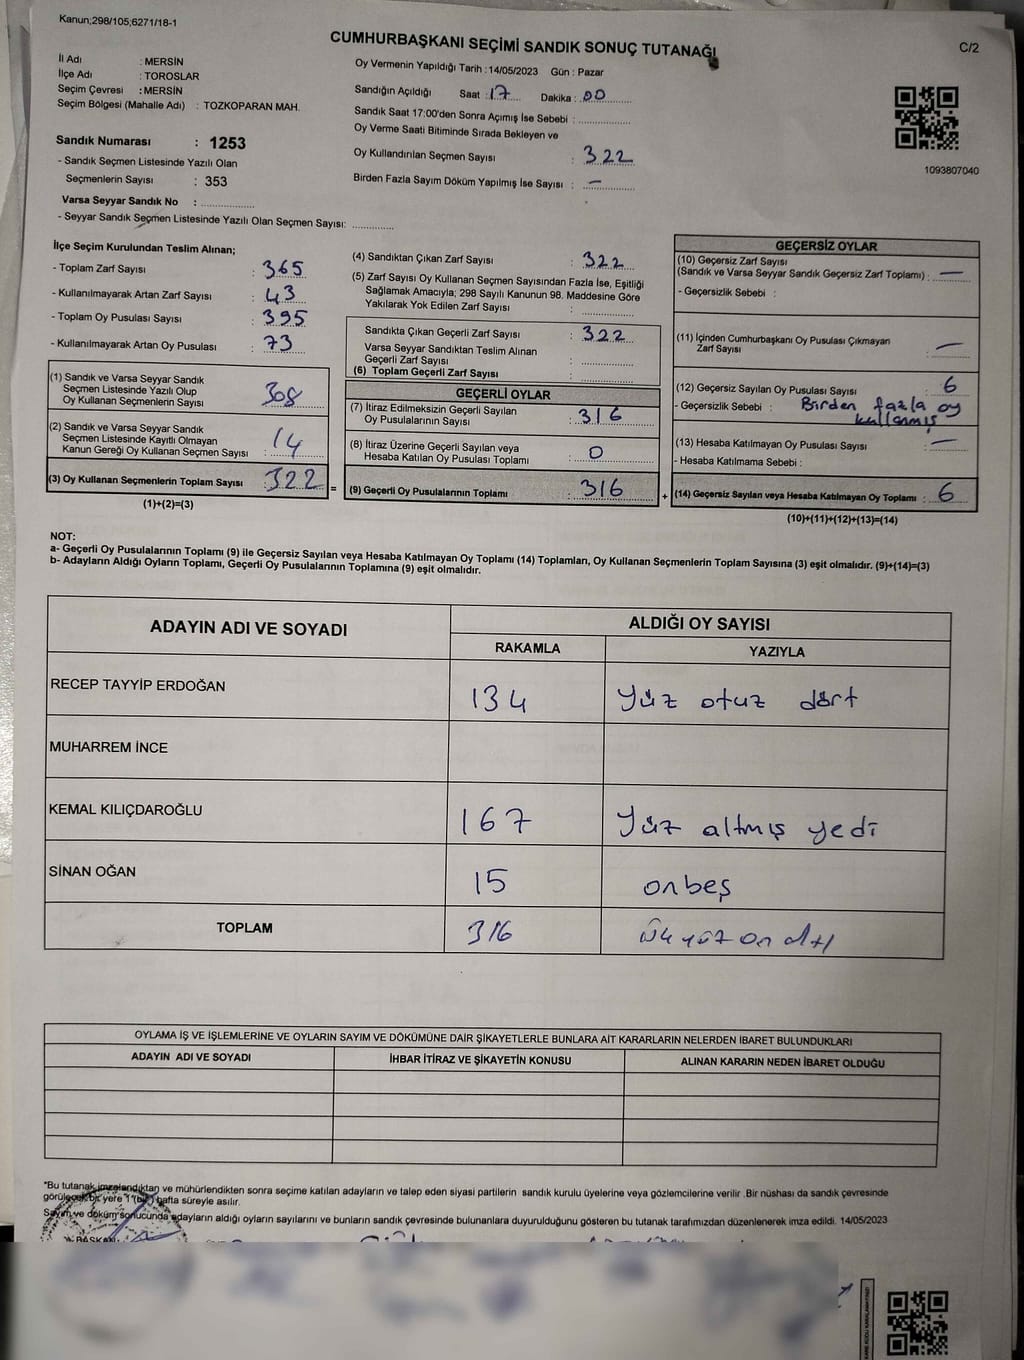 Kanun;298/105;6271/18-1
CUMHURBAŞKANI SEÇİMİ SANDIK SONUÇ TUTANAĞI
C/2
İl Adı : MERSİN
İlçe Adı : TOROSLAR
Seçim Çevresi : MERSİN
Seçim Bölgesi (Mahalle Adı) : TOZKOPARAN MAH.
Oy Vermenin Yapıldığı Tarih :14/05/2023 Gün : Pazar
Sandığın Açıldığı Saat : 17 Dakika : 00
Sandık Saat 17:00'den Sonra Açımış İse Sebebi :
Oy Verme Saati Bitiminde Sırada Bekleyen ve
Oy Kullandırılan Seçmen Sayısı : 322
Birden Fazla Sayım Döküm Yapılmış İse Sayısı : –
1093807040
Sandık Numarası : 1253
- Sandık Seçmen Listesinde Yazılı Olan
Seçmenlerin Sayısı : 353
Varsa Seyyar Sandık No :
- Seyyar Sandık Seçmen Listesinde Yazılı Olan Seçmen Sayısı:
İlçe Seçim Kurulundan Teslim Alınan;
- Toplam Zarf Sayısı : 365
- Kullanılmayarak Artan Zarf Sayısı : 43
- Toplam Oy Pusulası Sayısı : 395
- Kullanılmayarak Artan Oy Pusulası : 73
(1) Sandık ve Varsa Seyyar Sandık
Seçmen Listesinde Yazılı Olup
Oy Kullanan Seçmenlerin Sayısı : 308
(2) Sandık ve Varsa Seyyar Sandık
Seçmen Listesinde Kayıtlı Olmayan
Kanun Gereği Oy Kullanan Seçmen Sayısı : 14
(3) Oy Kullanan Seçmenlerin Toplam Sayısı : 322
(1)+(2)=(3)
=
(4) Sandıktan Çıkan Zarf Sayısı : 322
(5) Zarf Sayısı Oy Kullanan Seçmen Sayısından Fazla İse, Eşitliği
Sağlamak Amacıyla; 298 Sayılı Kanunun 98. Maddesine Göre
Yakılarak Yok Edilen Zarf Sayısı :
Sandıkta Çıkan Geçerli Zarf Sayısı : 322
Varsa Seyyar Sandıktan Teslim Alınan
Geçerli Zarf Sayısı :
(6) Toplam Geçerli Zarf Sayısı :
GEÇERLİ OYLAR
(7) İtiraz Edilmeksizin Geçerli Sayılan
Oy Pusulalarının Sayısı : 316
(8) İtiraz Üzerine Geçerli Sayılan veya
Hesaba Katılan Oy Pusulası Toplamı : 0
(9) Geçerli Oy Pusulalarının Toplamı : 316
+
GEÇERSİZ OYLAR
(10) Geçersiz Zarf Sayısı
(Sandık ve Varsa Seyyar Sandık Geçersiz Zarf Toplamı) : —
- Geçersizlik Sebebi :
(11) İçinden Cumhurbaşkanı Oy Pusulası Çıkmayan
Zarf Sayısı : —
(12) Geçersiz Sayılan Oy Pusulası Sayısı : 6
- Geçersizlik Sebebi : Birden fazla oy
kullanmış
(13) Hesaba Katılmayan Oy Pusulası Sayısı : —
- Hesaba Katılmama Sebebi :
(14) Geçersiz Sayılan veya Hesaba Katılmayan Oy Toplamı : 6
(10)+(11)+(12)+(13)=(14)
NOT:
a- Geçerli Oy Pusulalarının Toplamı (9) ile Geçersiz Sayılan veya Hesaba Katılmayan Oy Toplamı (14) Toplamları, Oy Kullanan Seçmenlerin Toplam Sayısına (3) eşit olmalıdır. (9)+(14)=(3)
b- Adayların Aldığı Oyların Toplamı, Geçerli Oy Pusulalarının Toplamına (9) eşit olmalıdır.
ADAYIN ADI VE SOYADI
ALDIĞI OY SAYISI
RAKAMLA YAZIYLA
RECEP TAYYİP ERDOĞAN 134 Yüz otuz dört
MUHARREM İNCE
KEMAL KILIÇDAROĞLU 167 Yüz altmış yedi
SİNAN OĞAN 15 onbeş
TOPLAM 316 Üç yüz on altı
OYLAMA İŞ VE İŞLEMLERİNE VE OYLARIN SAYIM VE DÖKÜMÜNE DAİR ŞİKAYETLERLE BUNLARA AİT KARARLARIN NELERDEN İBARET BULUNDUKLARI
ADAYIN ADI VE SOYADI İHBAR İTİRAZ VE ŞİKAYETİN KONUSU ALINAN KARARIN NEDEN İBARET OLDUĞU
*Bu tutanak imzalandıktan ve mühürlendikten sonra seçime katılan adayların ve talep eden siyasi partilerin sandık kurulu üyelerine veya gözlemcilerine verilir .Bir nüshası da sandık çevresinde
görülecek bir yere 1 (bir) hafta süreyle asılır.
Sayım ve döküm sonucunda adayların aldığı oyların sayılarını ve bunların sandık çevresinde bulunanlara duyurulduğunu gösteren bu tutanak tarafımızdan düzenlenerek imza edildi. 14/05/2023
BAŞKAN